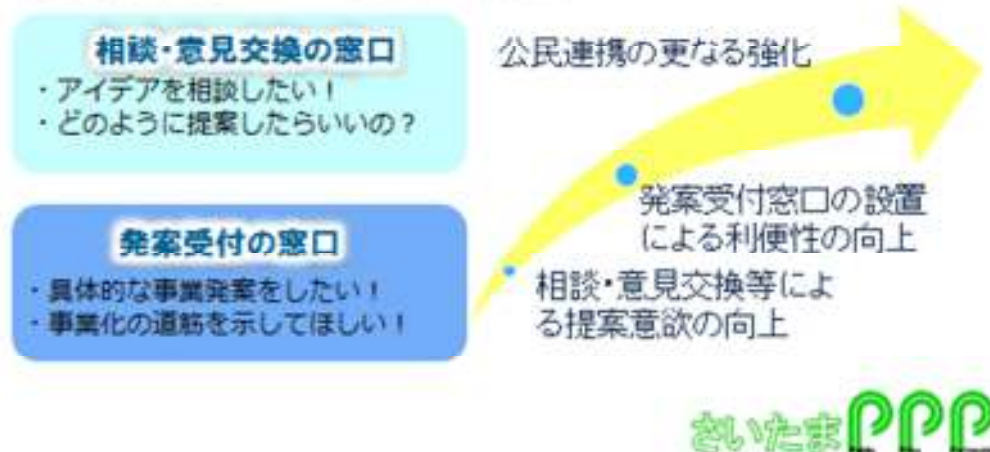 相談・意見交換の窓口
・アイデアを相談したい！
・どのように提案したらいいの？
発案受付の窓口
・具体的な事業発案をしたい！
・事業化の道筋を示してほしい！
公民連携の更なる強化
発案受付窓口の設置
による利便性の向上
相談・意見交換等によ
る提案意欲の向上
さいたまPPP